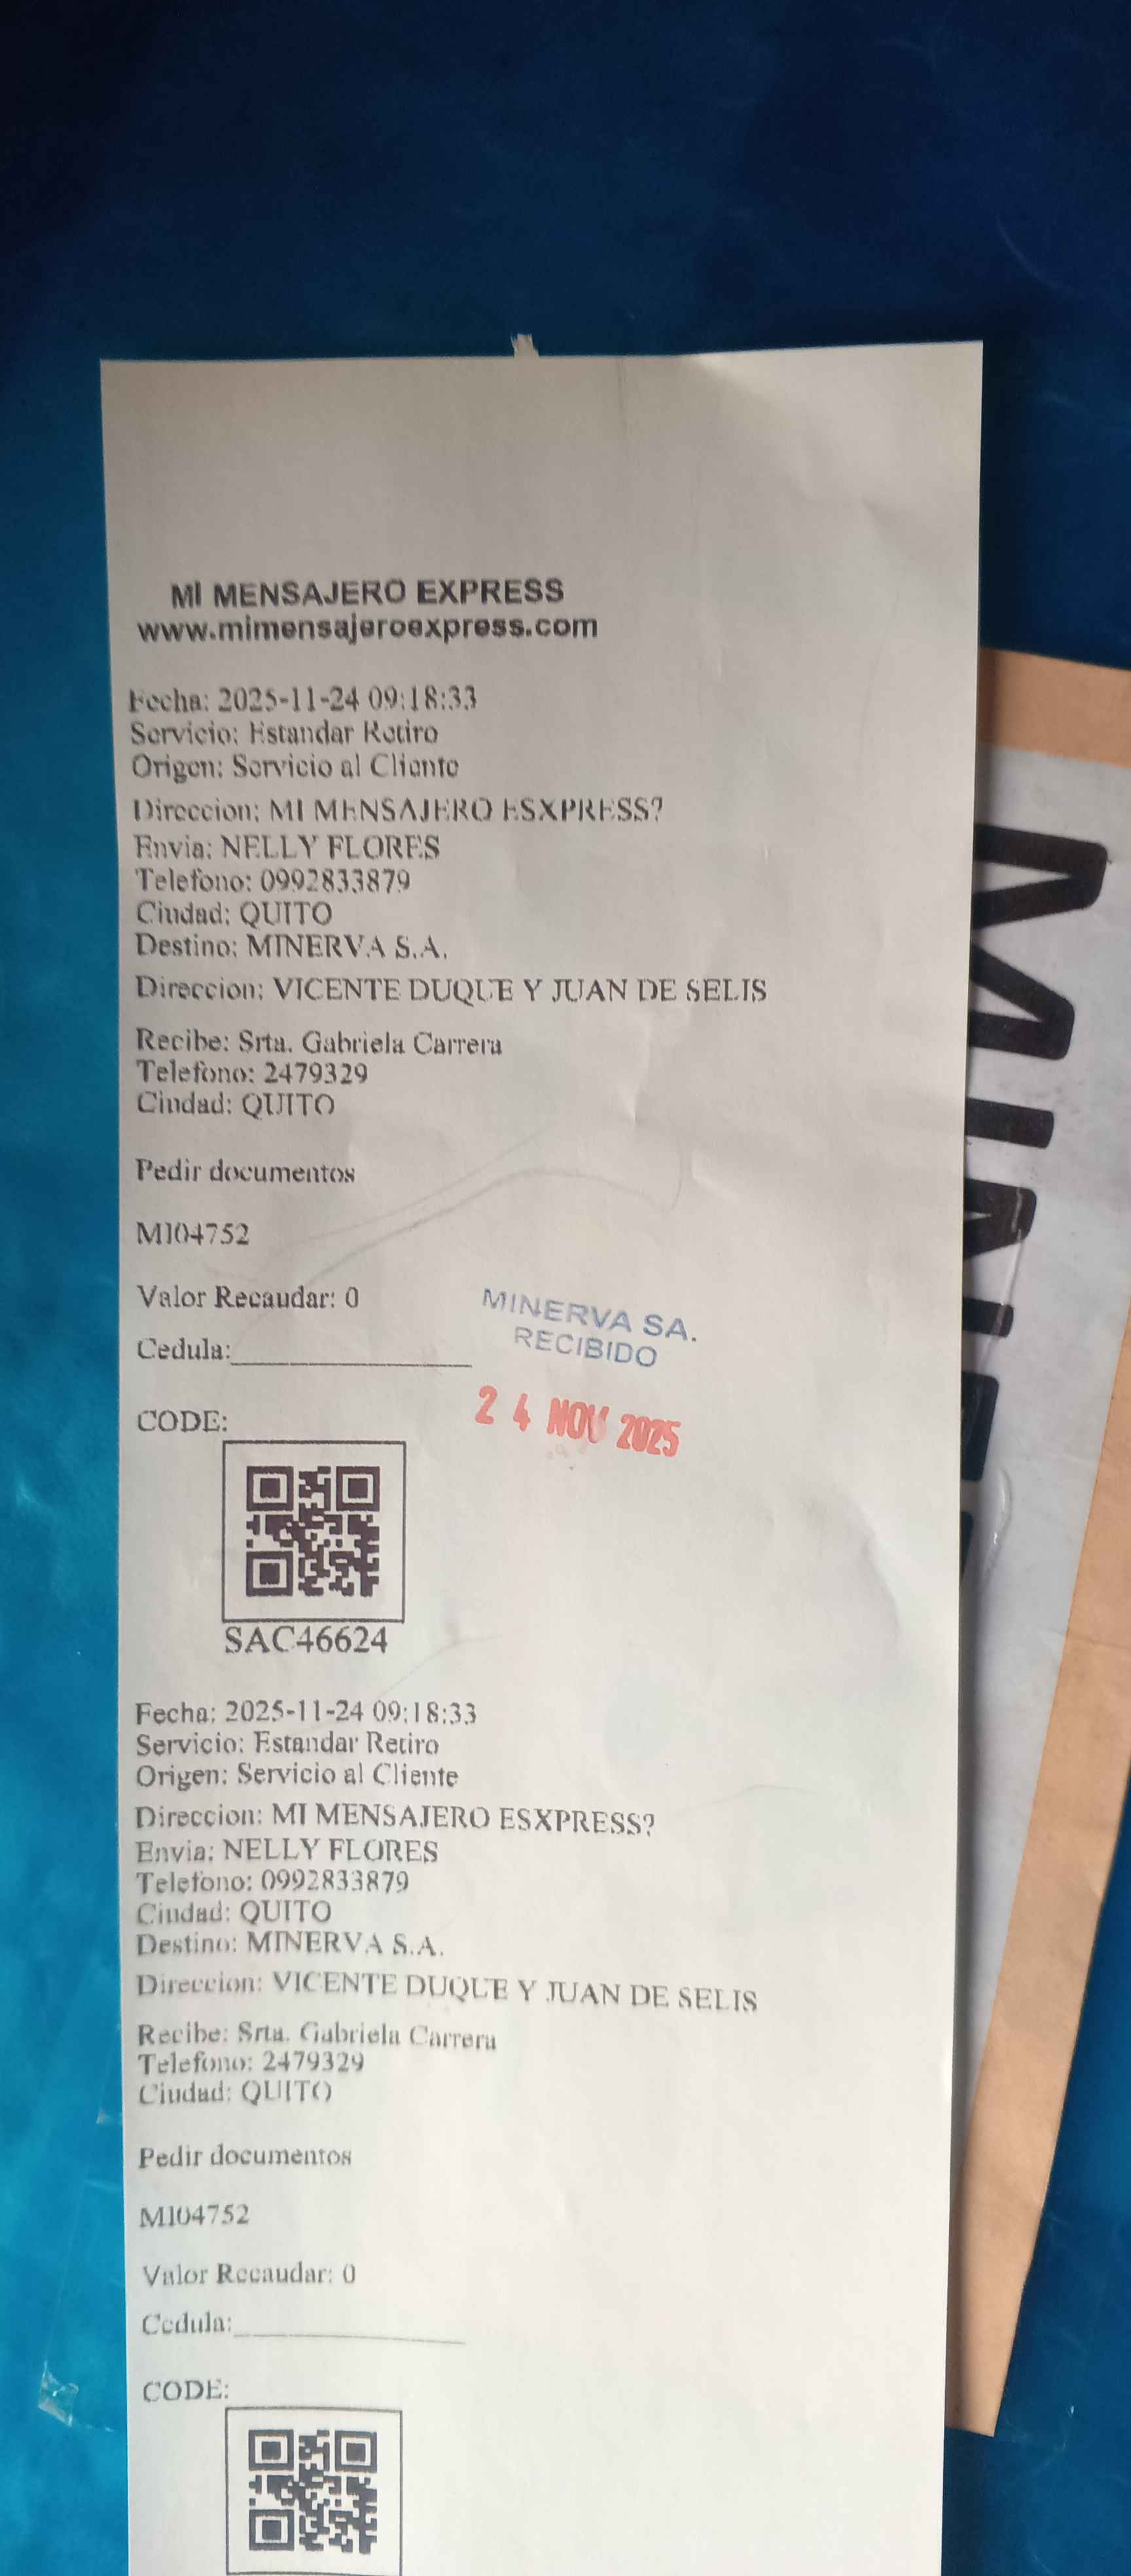 MI MENSAJERO EXPRESS
www.mimensajeroexpress.com
Fecha: 2025-11-24 09:18:33
Servicio: Estandar Retiro
Origen: Servicio al Cliente
Direccion: MI MENSAJERO ESXPRESS?
Envia: NELLY FLORES
Telefono: 0992833879
Ciudad: QUITO
Destino: MINERVA S.A.
Direccion: VICENTE DUQUE Y JUAN DE SELIS
Recibe: Srta. Gabriela Carrera
Telefono: 2479329
Ciudad: QUITO
Pedir documentos
MI04752
Valor Recaudar: 0
Cedula:
MINERVA SA.
RECIBIDO
24 NOV 2025
CODE:
SAC46624
Fecha: 2025-11-24 09:18:33
Servicio: Estandar Retiro
Origen: Servicio al Cliente
Direccion: MI MENSAJERO ESXPRESS?
Envia: NELLY FLORES
Telefono: 0992833879
Ciudad: QUITO
Destino: MINERVA S.A.
Direccion: VICENTE DUQUE Y JUAN DE SELIS
Recibe: Srta. Gabriela Carrera
Telefono: 2479329
Ciudad: QUITO
Pedir documentos
MI04752
Valor Recaudar: 0
Cedula:
CODE: